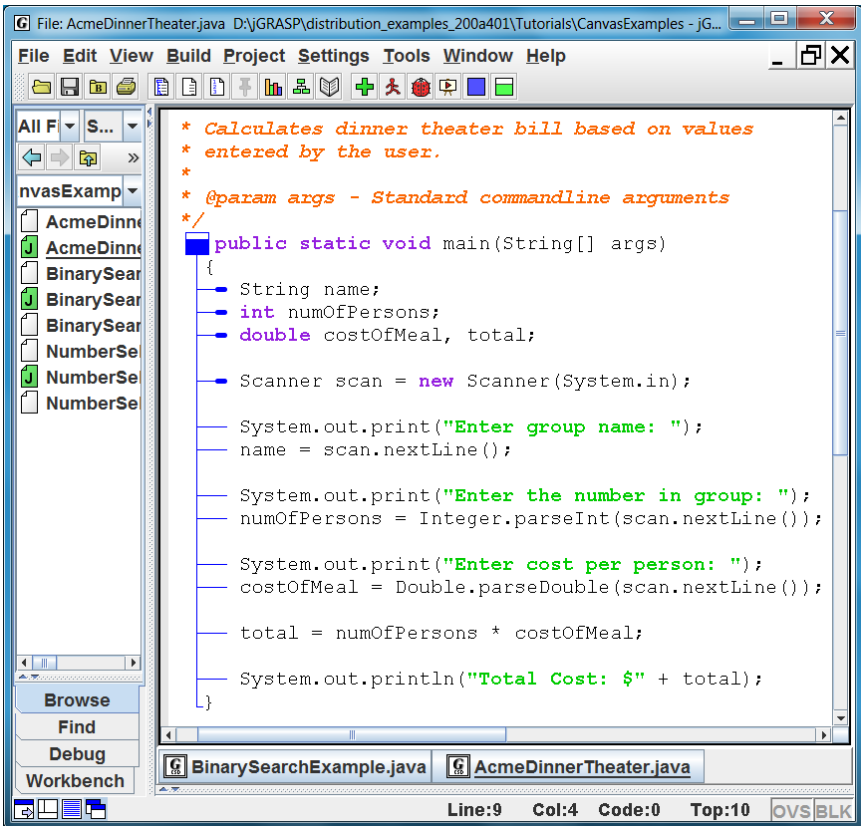 File: AcmeDinnerTheater.java D:\jGRASP\distribution_examples_200a401\Tutorials\CanvasExamples - jG...
File Edit View Build Project Settings Tools Window Help
All Fi S...
nvasExamp
AcmeDinne
AcmeDinne
BinarySear
BinarySear
BinarySear
NumberSel
NumberSel
NumberSel
Browse
Find
Debug
Workbench
* Calculates dinner theater bill based on values
* entered by the user.
*
* @param args - Standard commandline arguments
*/
public static void main(String[] args)
{
String name;
int numOfPersons;
double costOfMeal, total;
Scanner scan = new Scanner(System.in);
System.out.print("Enter group name: ");
name = scan.nextLine();
System.out.print("Enter the number in group: ");
numOfPersons = Integer.parseInt(scan.nextLine());
System.out.print("Enter cost per person: ");
costOfMeal = Double.parseDouble(scan.nextLine());
total = numOfPersons * costOfMeal;
System.out.println("Total Cost: $" + total);
}
BinarySearchExample.java AcmeDinnerTheater.java
Line:9 Col:4 Code:0 Top:10 OVS BLK